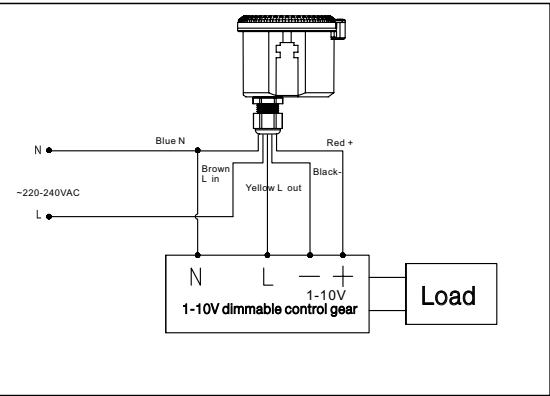 Blue N
Red +
N
Brown
L in
Black-
~220-240VAC
Yellow L out
L
N L — +
1-10V
1-10V dimmable control gear
Load